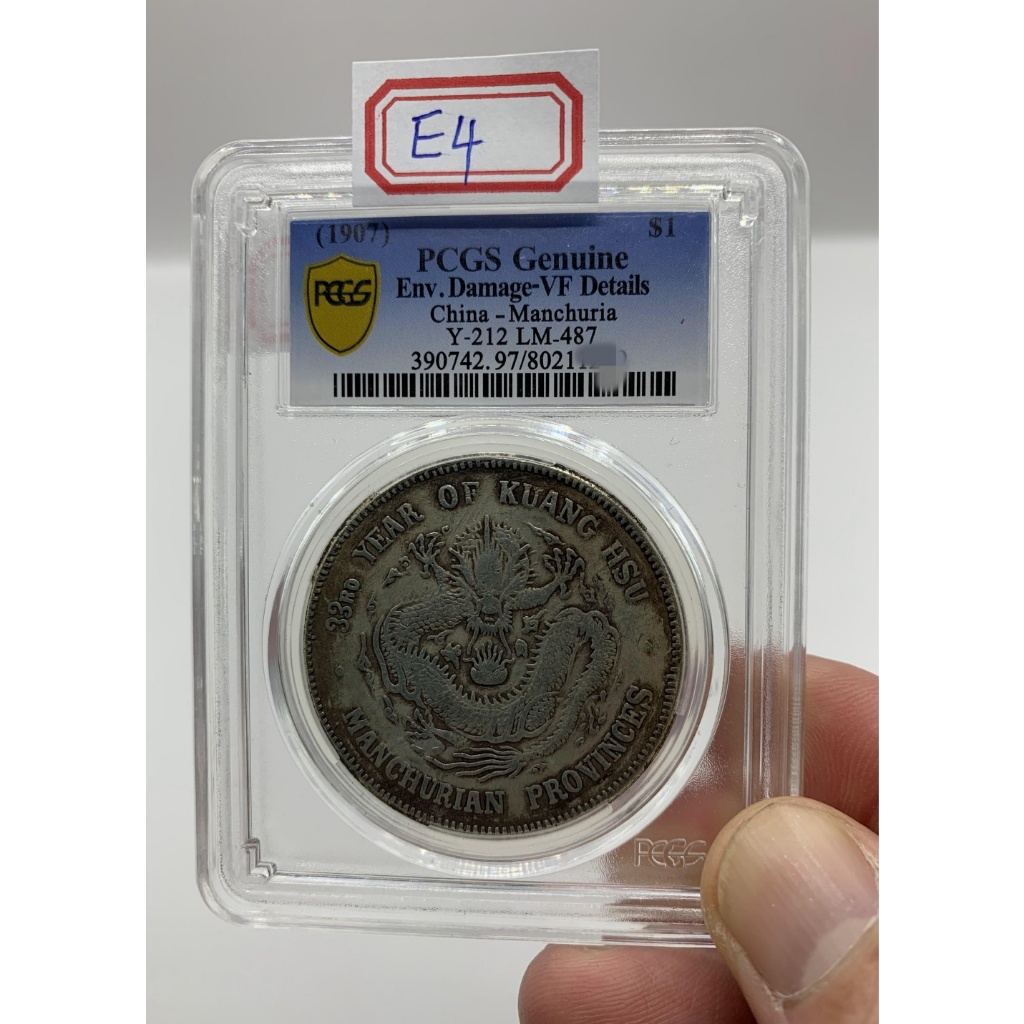 E4
(1907) $1
PCGS Genuine
PCGS
Env. Damage-VF Details
China - Manchuria
Y-212 LM-487
390742.97/80211
33RD YEAR OF KUANG HSU
MANCHURIAN PROVINCES
PCGS